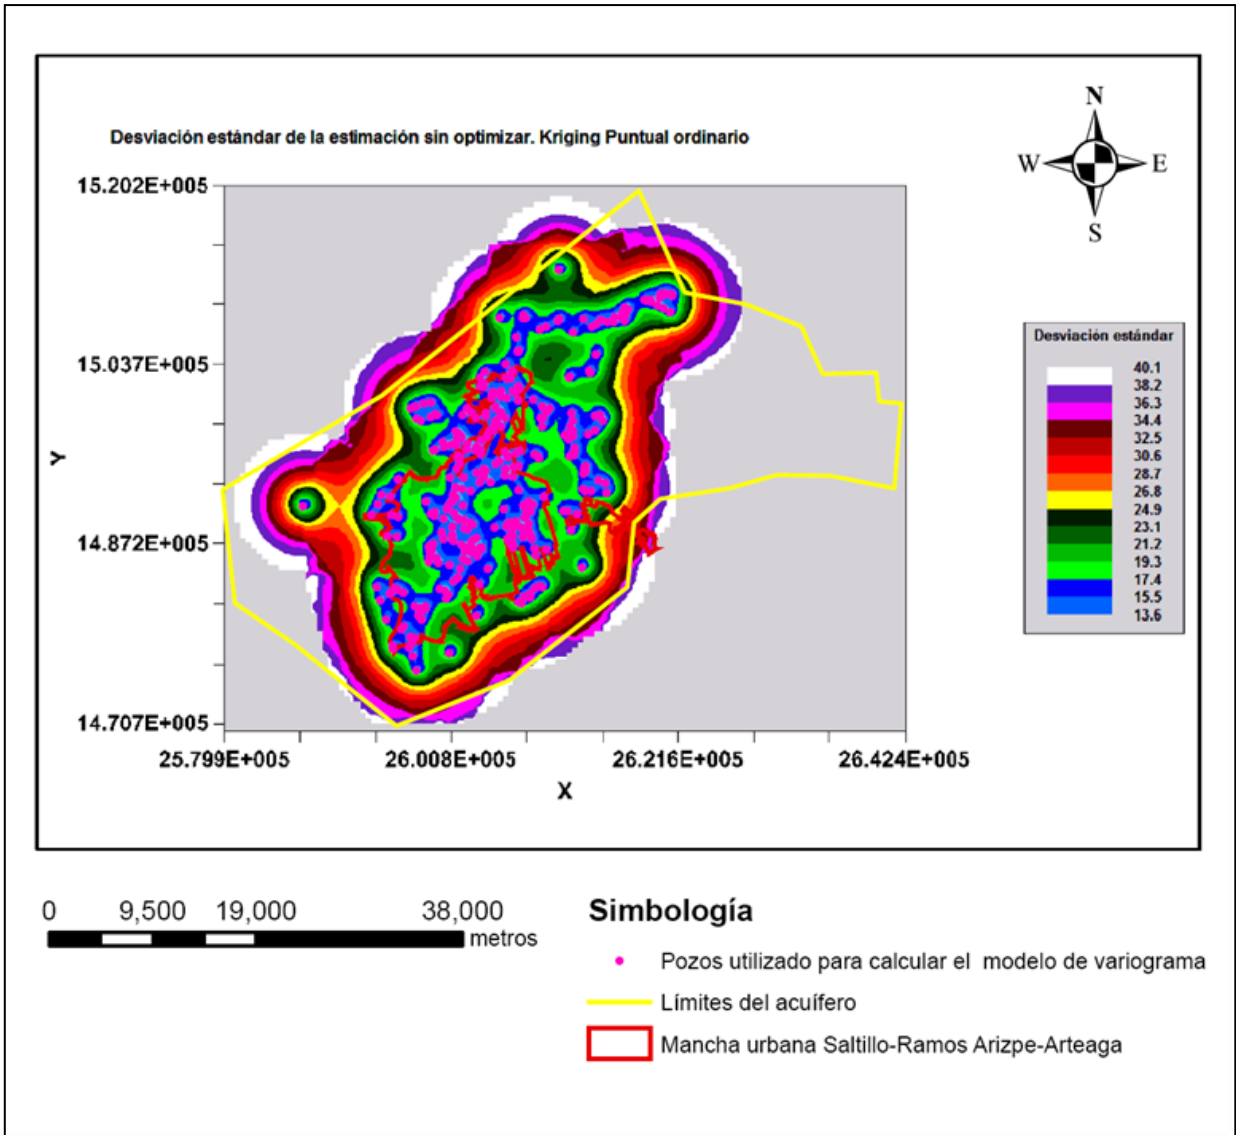 N
W E
S
Desviación estándar de la estimación sin optimizar. Kriging Puntual ordinario
15.202E+005
15.037E+005
14.872E+005
14.707E+005
Y
25.799E+005 26.008E+005 26.216E+005 26.424E+005
X
Desviación estándar
40.1
38.2
36.3
34.4
32.5
30.6
28.7
26.8
24.9
23.1
21.2
19.3
17.4
15.5
13.6
0 9,500 19,000 38,000
metros
Simbología
Pozos utilizado para calcular el modelo de variograma
Límites del acuífero
Mancha urbana Saltillo-Ramos Arizpe-Arteaga